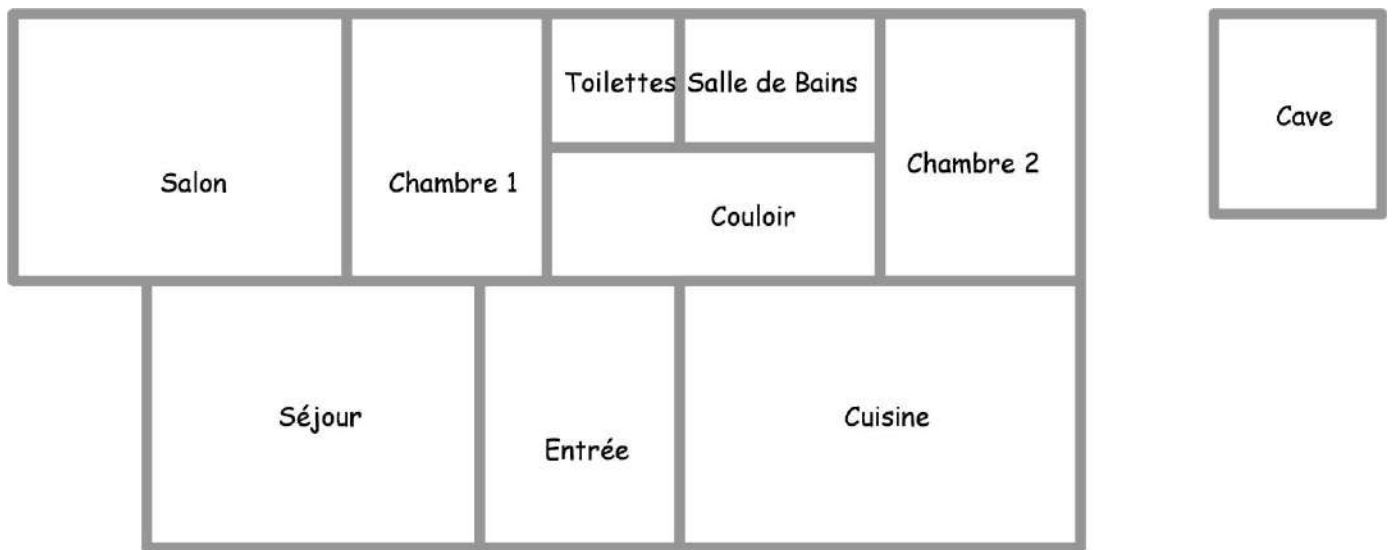 Toilettes
Salle de Bains
Cave
Salon
Chambre 1
Chambre 2
Couloir
Séjour
Entrée
Cuisine